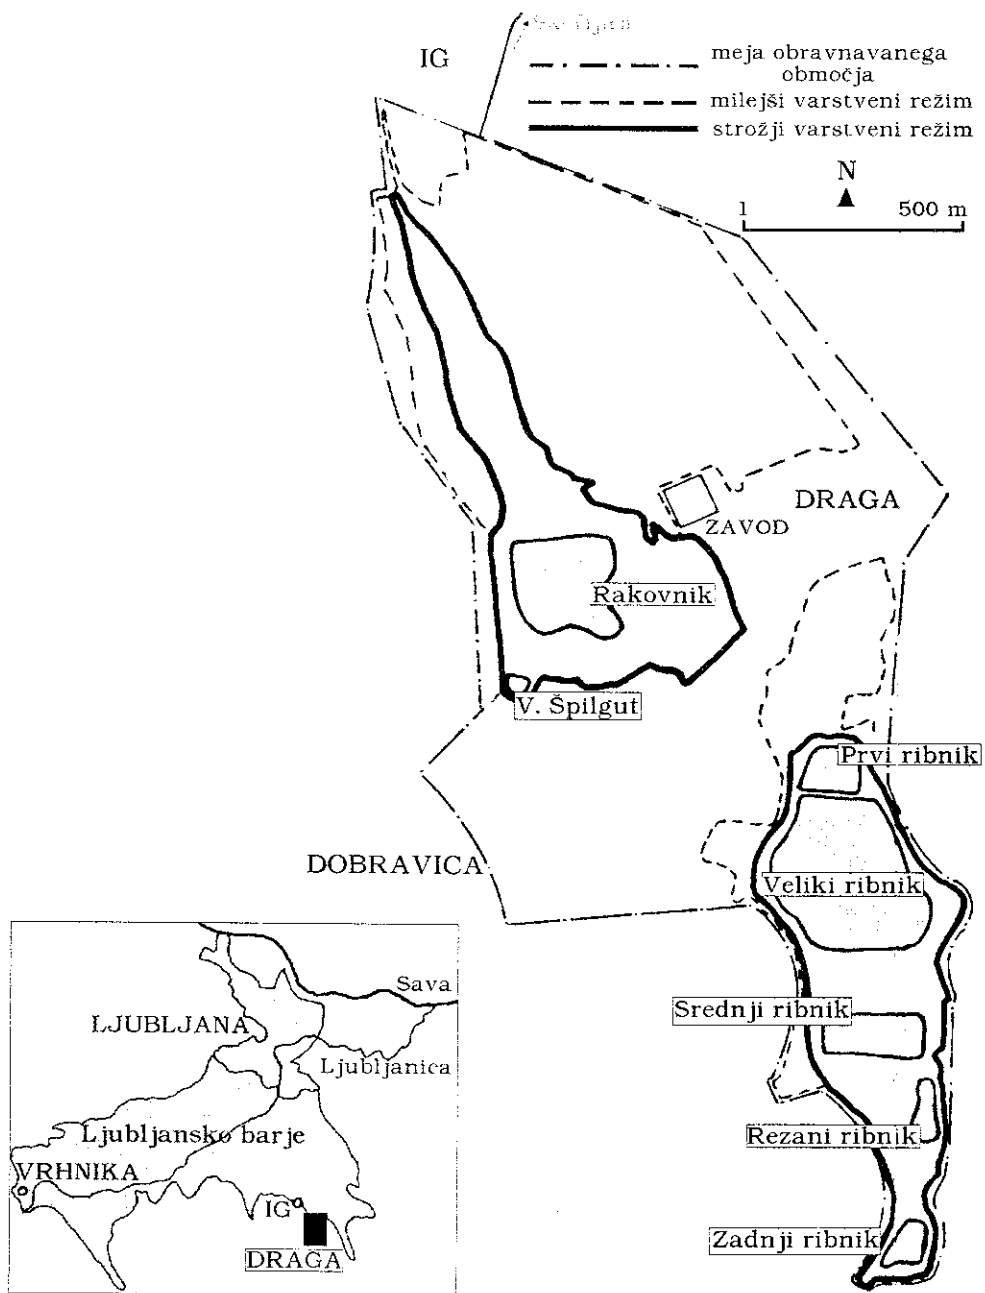 IG
meja obravnavanega
območja
milejši varstveni režim
strožji varstveni režim
N
1 500 m
DRAGA
ZAVOD
Rakovnik
V. Špilgut
Prvi ribnik
DOBRAVICA
Veliki ribnik
Srednji ribnik
Rezani ribnik
Zadnji ribnik
Sava
LJUBLJANA
Ljubljanica
Ljubljansko barje
VRHNIKA
IG
DRAGA